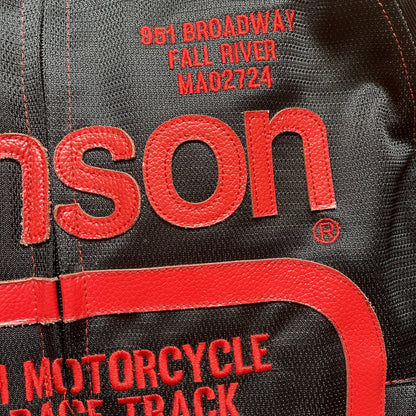 951 BROADWAY
FALL RIVER
MA02724
nson
®
MOTORCYCLE
RACE TRACK